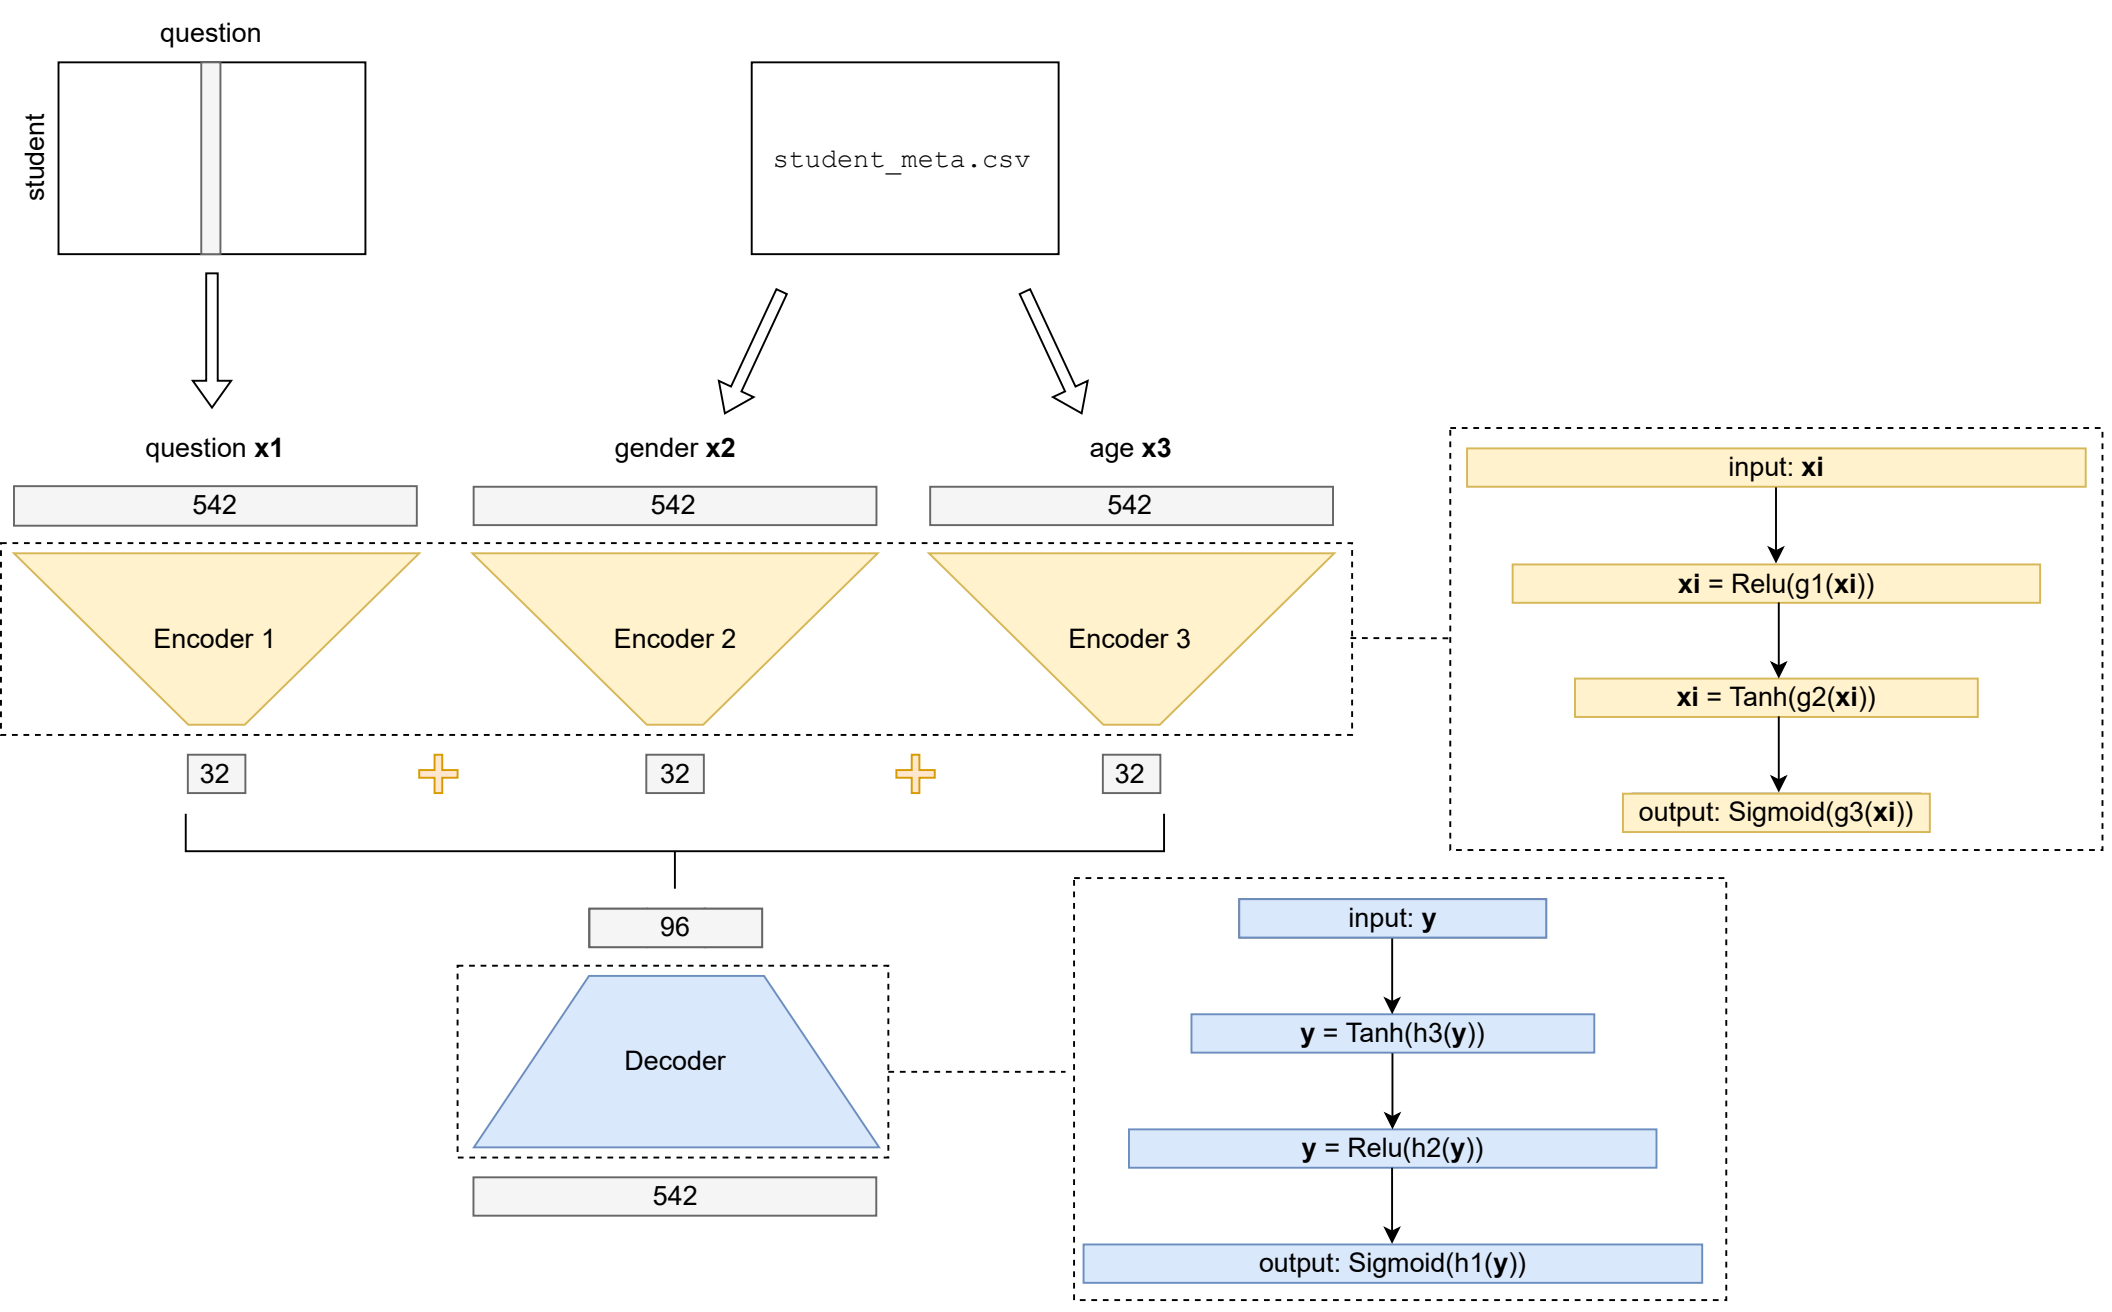 question
student
student_meta.csv
question x1
gender x2
age x3
542
542
542
Encoder 1
Encoder 2
Encoder 3
32
32
32
96
Decoder
542
input: xi
xi = Relu(g1(xi))
xi = Tanh(g2(xi))
output: Sigmoid(g3(xi))
input: y
y = Tanh(h3(y))
y = Relu(h2(y))
output: Sigmoid(h1(y))